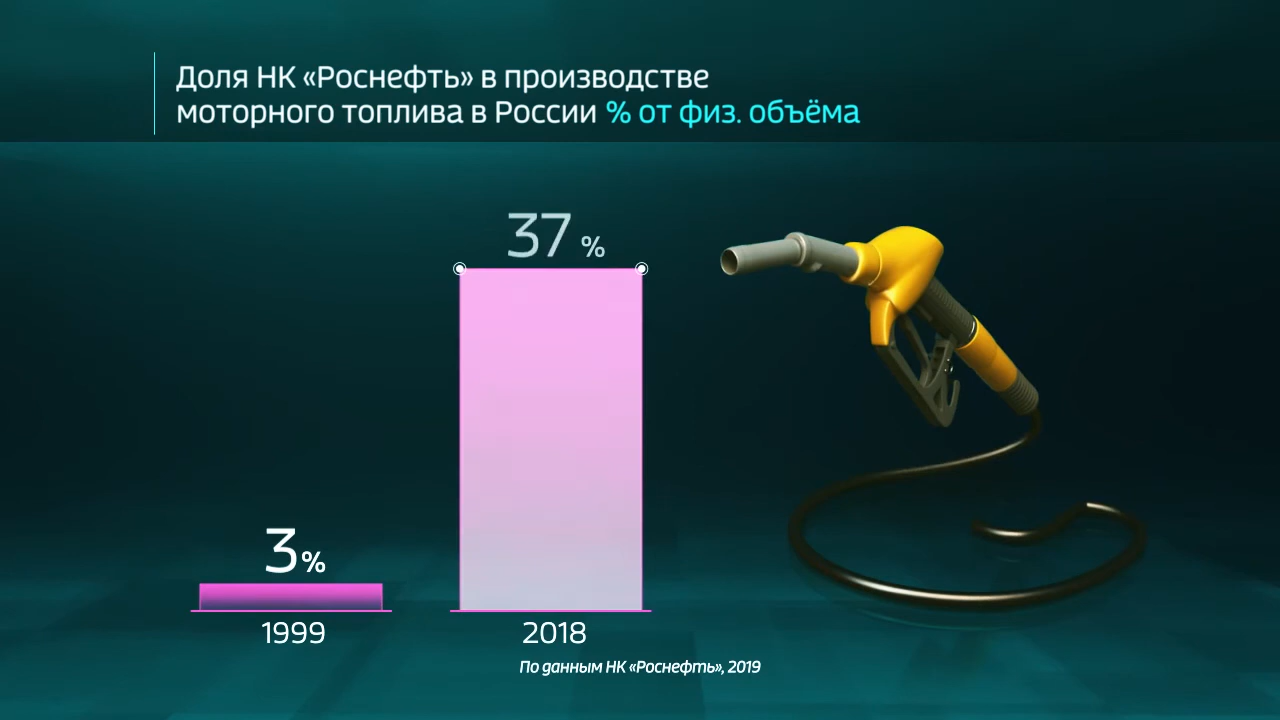 Доля НК «Роснефть» в производстве
моторного топлива в России % от физ. объёма
37 %
3%
1999
2018
По данным НК «Роснефть», 2019